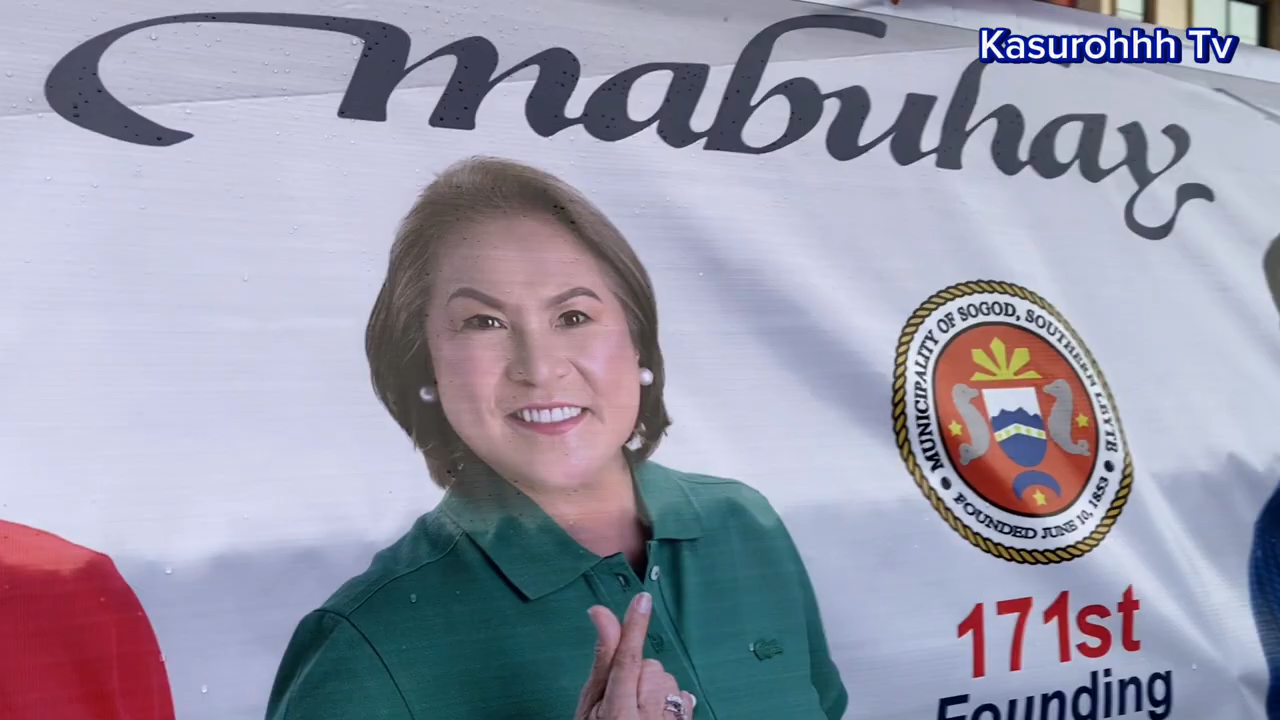 Kasurohhh Tv
mabuhay
MUNICIPALITY OF SOGOD, SOUTHERN LEYTE
FOUNDED JUNE 10, 1853
171st
Founding